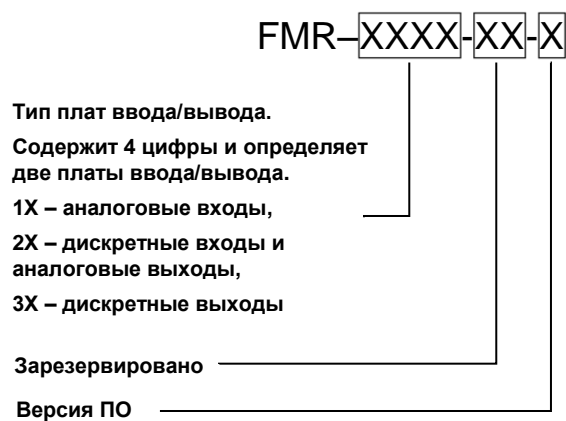 FMR–XXXX-XX-X
Тип плат ввода/вывода.
Содержит 4 цифры и определяет
две платы ввода/вывода.
1X – аналоговые входы,
2X – дискретные входы и
аналоговые выходы,
3X – дискретные выходы
Зарезервировано
Версия ПО